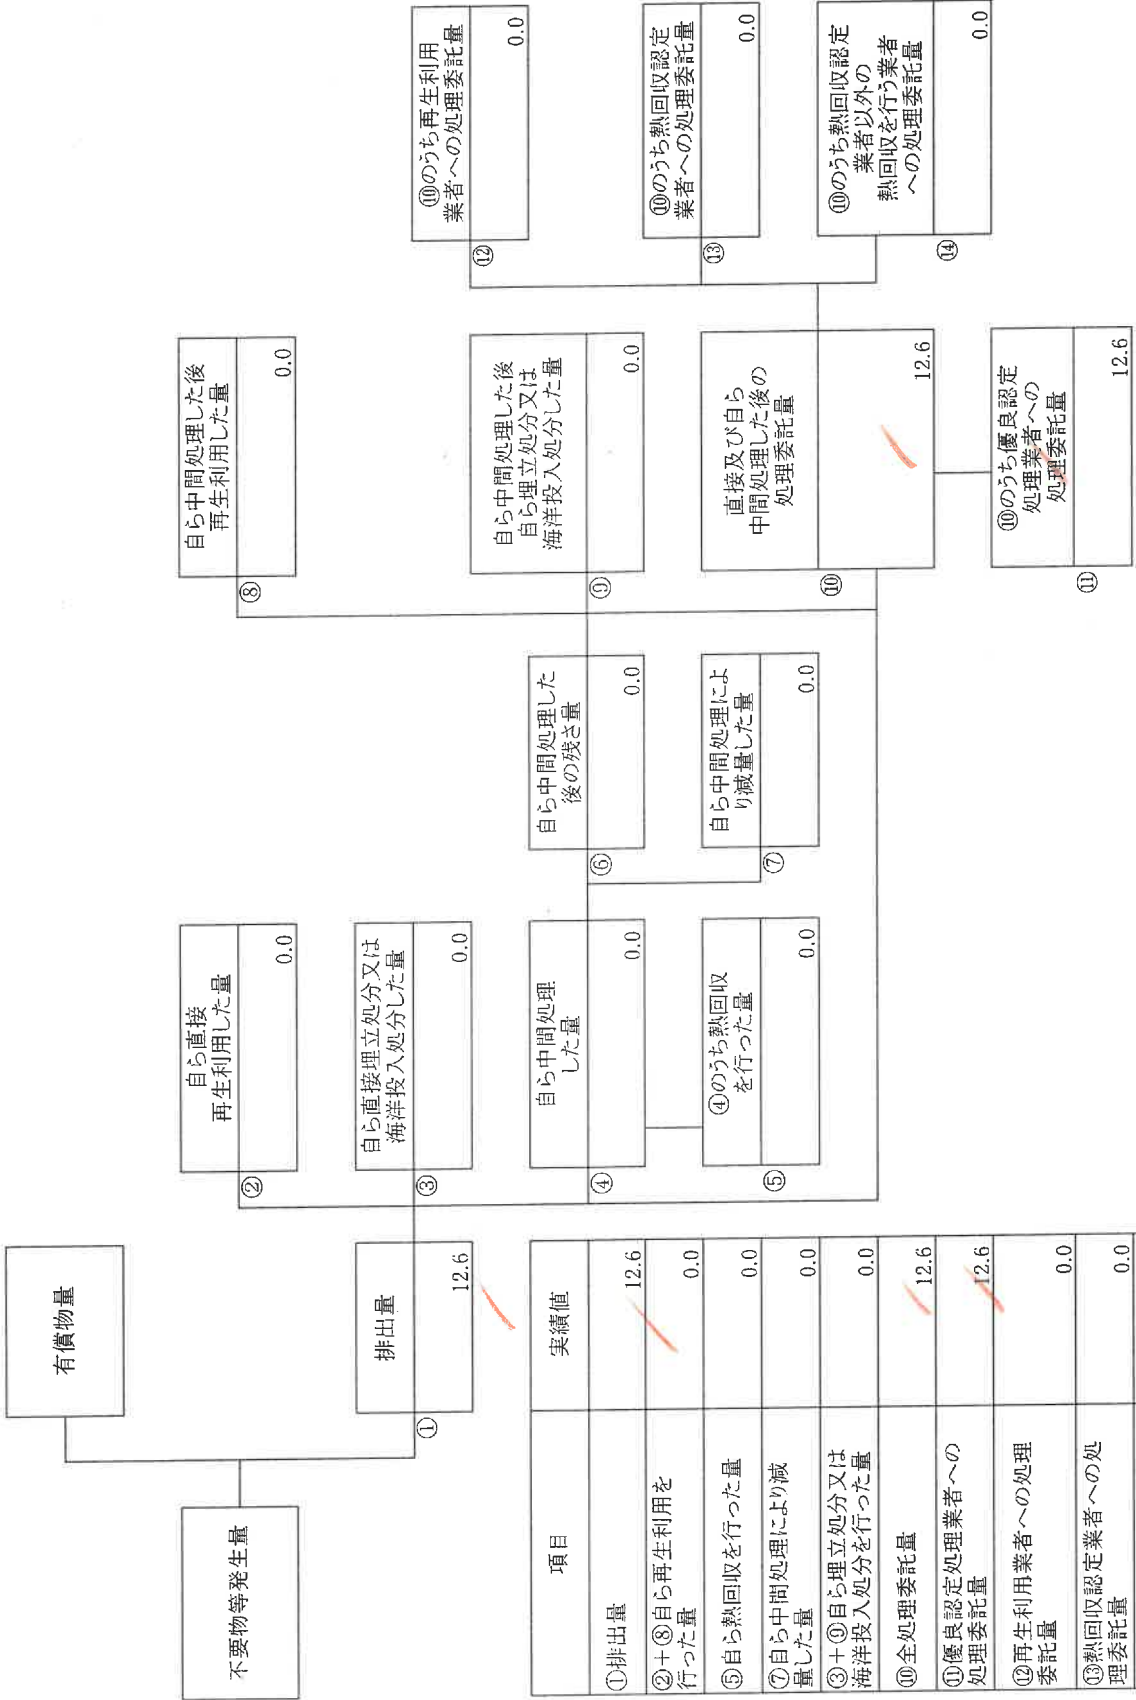 不要物等発生量
有償物量
排出量
①
12.6
自ら直接
再生利用した量
②
0.0
自ら直接埋立処分又は
海洋投入処分した量
③
0.0
自ら中間処理
した量
④
0.0
④のうち熱回収
を行った量
⑤
0.0
自ら中間処理した
後の残さ量
⑥
0.0
自ら中間処理によ
り減量した量
⑦
0.0
自ら中間処理した後
再生利用した量
⑧
0.0
自ら中間処理した後
自ら埋立処分又は
海洋投入処分した量
⑨
0.0
直接及び自ら
中間処理した後の
処理委託量
⑩
12.6
⑩のうち優良認定
処理業者への
処理委託量
⑪
12.6
⑩のうち再生利用
業者への処理委託量
⑫
0.0
⑩のうち熱回収認定
業者への処理委託量
⑬
0.0
⑩のうち熱回収認定
業者以外の
熱回収を行う業者
への処理委託量
⑭
0.0
項目 実績値
①排出量 12.6
②+⑧自ら再生利用を
行った量 0.0
⑤自ら熱回収を行った量 0.0
⑦自ら中間処理により減
量した量 0.0
③+⑨自ら埋立処分又は
海洋投入処分を行った量 0.0
⑩全処理委託量 12.6
⑪優良認定処理業者への
処理委託量 12.6
⑫再生利用業者への処理
委託量 0.0
⑬熱回収認定業者への処
理委託量 0.0